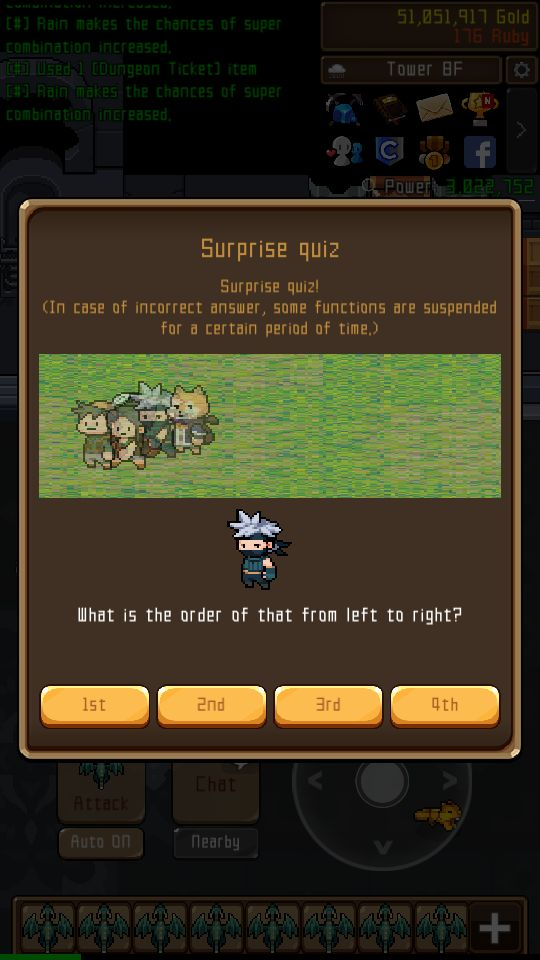 combination increased.
[#] Rain makes the chances of super
combination increased.
[#] Used 1 [Dungeon Ticket] item
[#] Rain makes the chances of super
combination increased.
51,051,917 Gold
176 Ruby
Tower 8F
N
C
1
f
Power
3,022,752
Surprise quiz
Surprise quiz!
(In case of incorrect answer, some functions are suspended
for a certain period of time.)
What is the order of that from left to right?
1st
2nd
3rd
4th
Attack
Chat
Auto ON
Nearby